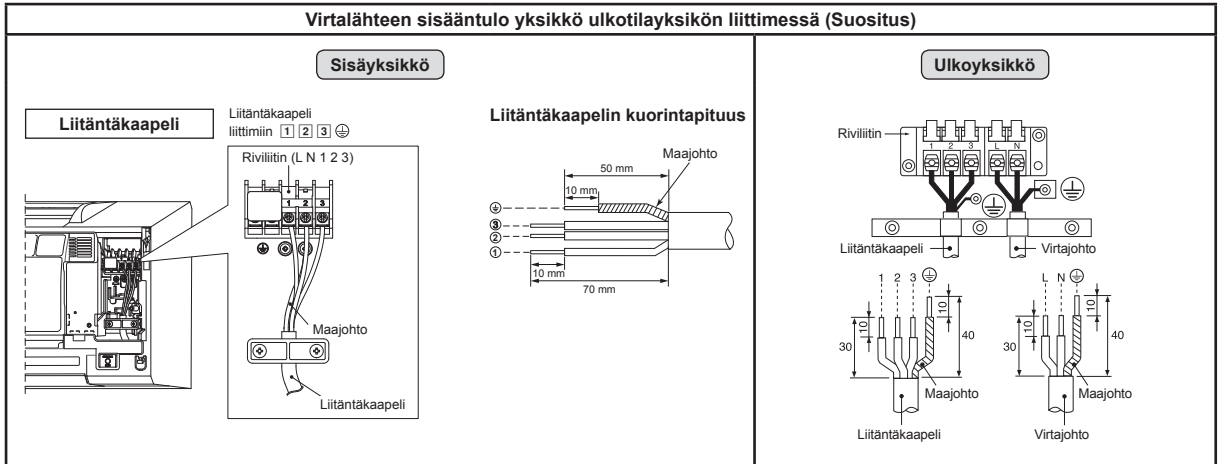 Virtalähteen sisääntulo yksikkö ulkotilayksikön liittimessä (Suositus)
Sisäyksikkö
Liitäntäkaapeli
Liitäntäkaapeli
liittimiin 1 2 3 ⏚
Riviliitin (L N 1 2 3)
1 2 3
Maajohto
Liitäntäkaapeli
Liitäntäkaapelin kuorintapituus
50 mm
Maajohto
10 mm
⏚
③
②
①
10 mm
70 mm
Ulkoyksikkö
Riviliitin
1 2 3 L N
Liitäntäkaapeli
Virtajohto
1 2 3 ⏚
10
10
30
40
Maajohto
Liitäntäkaapeli
L N ⏚
10
10
30
40
Maajohto
Virtajohto